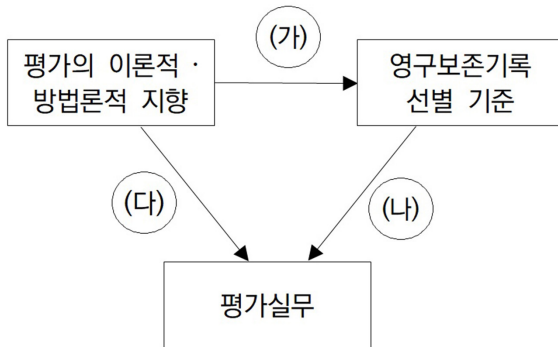 (가)
평가의 이론적 ·
방법론적 지향
영구보존기록
선별 기준
(다)
(나)
평가실무